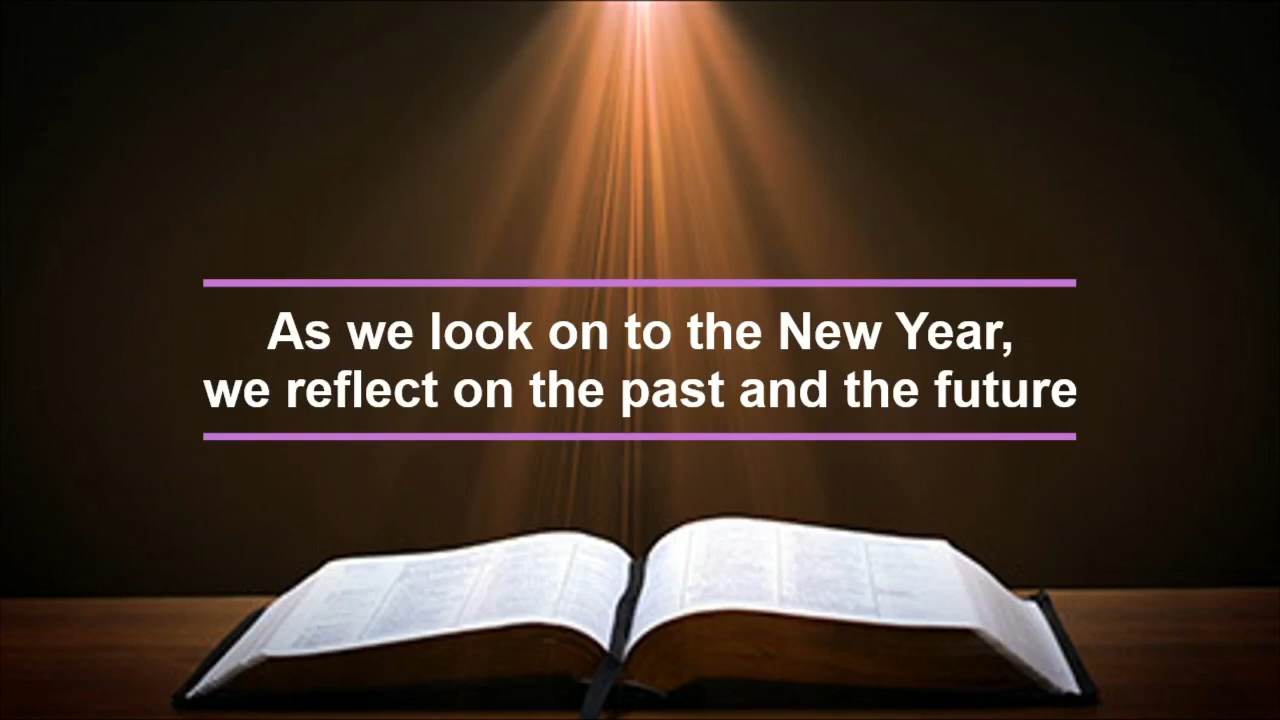 As we look on to the New Year,
we reflect on the past and the future